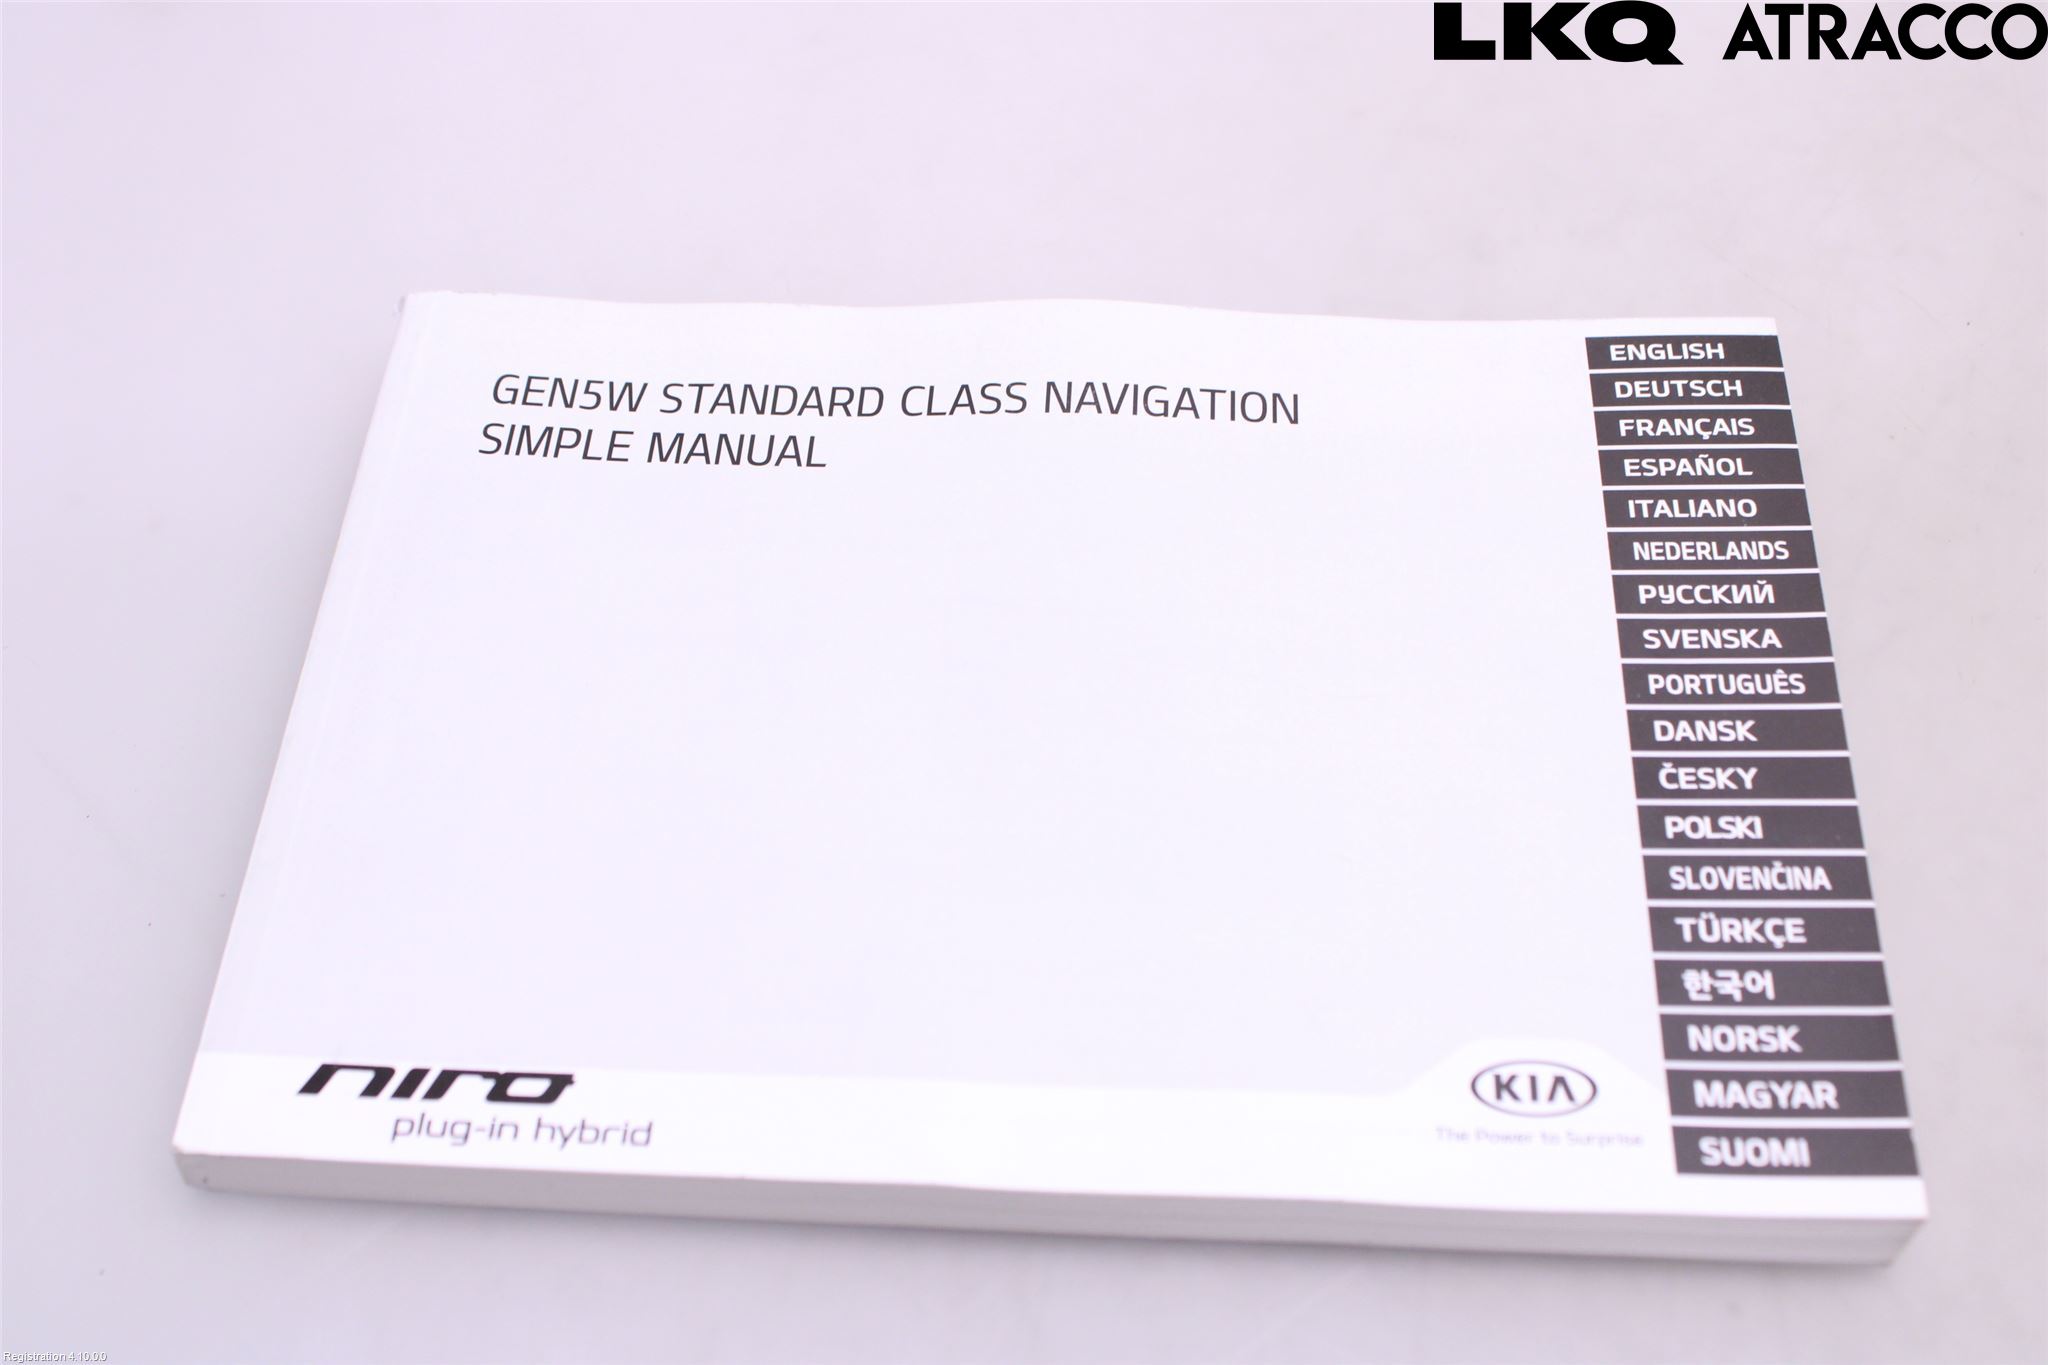 LKQ ATRACCO
GEN5W STANDARD CLASS NAVIGATION
SIMPLE MANUAL
ENGLISH
DEUTSCH
FRANÇAIS
ESPAÑOL
ITALIANO
NEDERLANDS
РУССКИЙ
SVENSKA
PORTUGUÊS
DANSK
ČESKY
POLSKI
SLOVENČINA
TÜRKÇE
한국어
NORSK
MAGYAR
SUOMI
niro
plug-in hybrid
KIA
The Power to Surprise
Registration 4.10.0.0